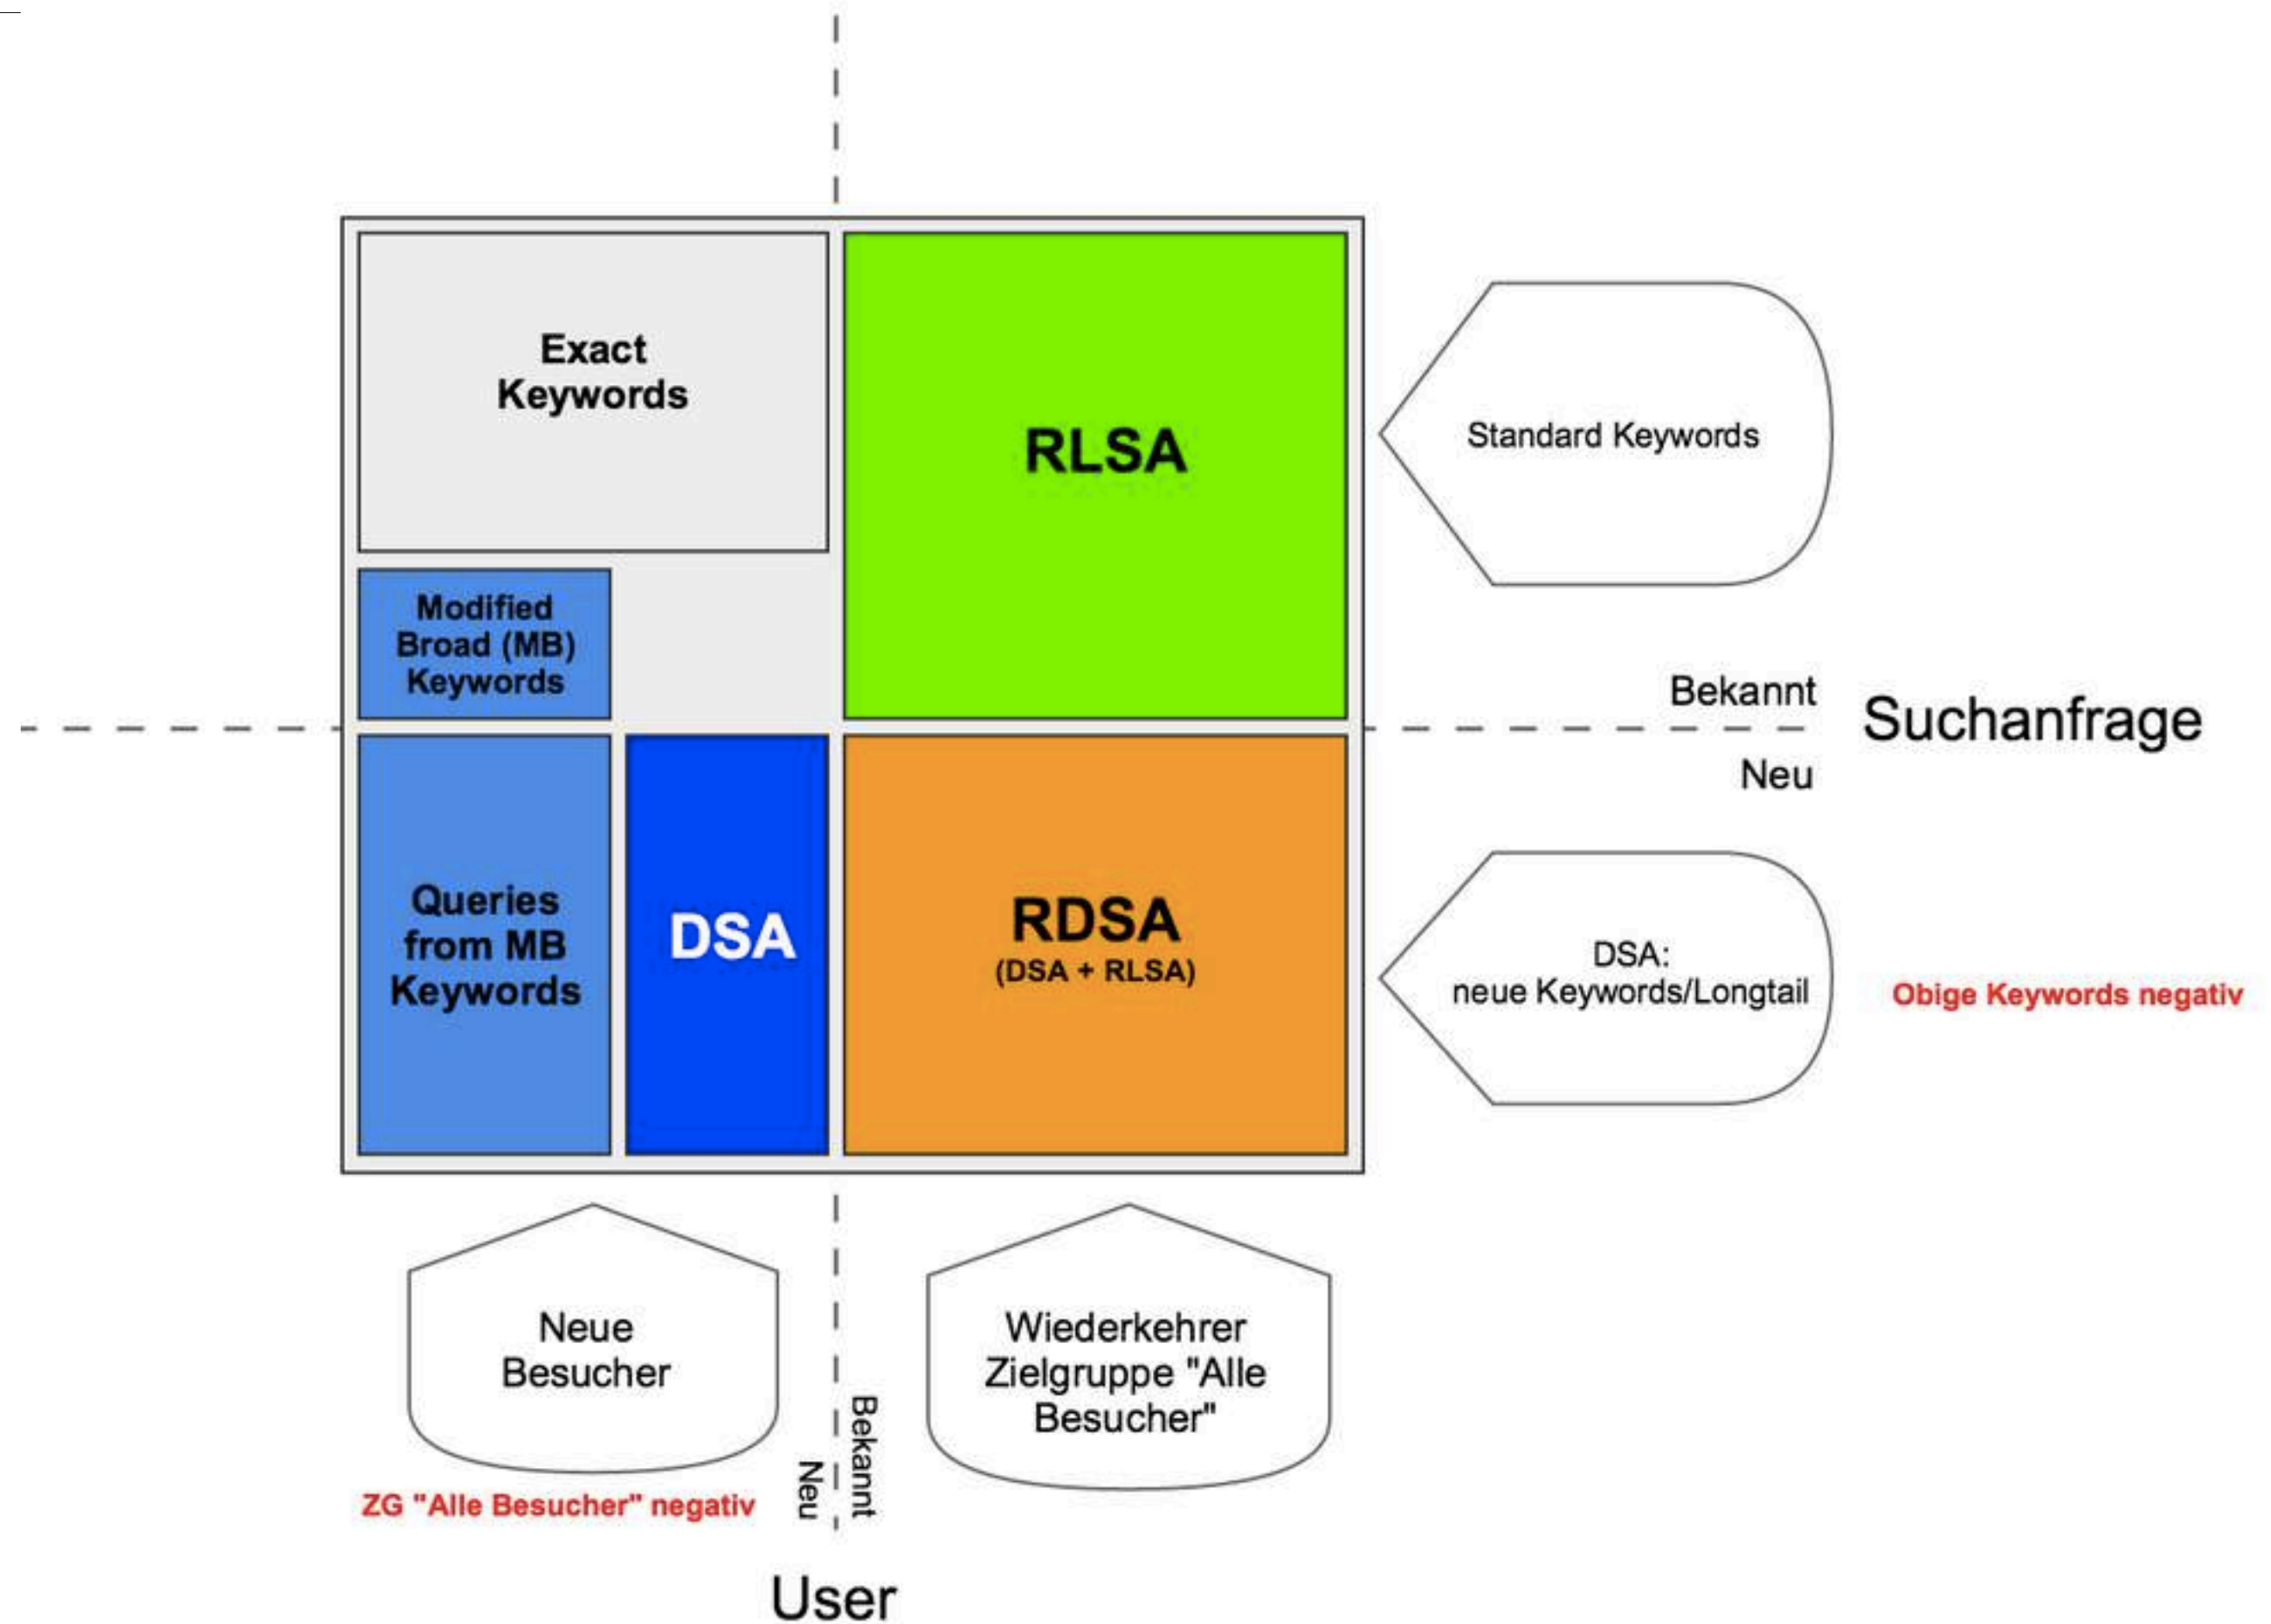 Exact
Keywords
RLSA
Standard Keywords
Modified
Broad (MB)
Keywords
Bekannt
Suchanfrage
Neu
Queries
from MB
Keywords
DSA
RDSA
(DSA + RLSA)
DSA:
neue Keywords/Longtail
Obige Keywords negativ
Neue
Besucher
Wiederkehrer
Zielgruppe "Alle
Besucher"
Bekannt
Neu
ZG "Alle Besucher" negativ
User